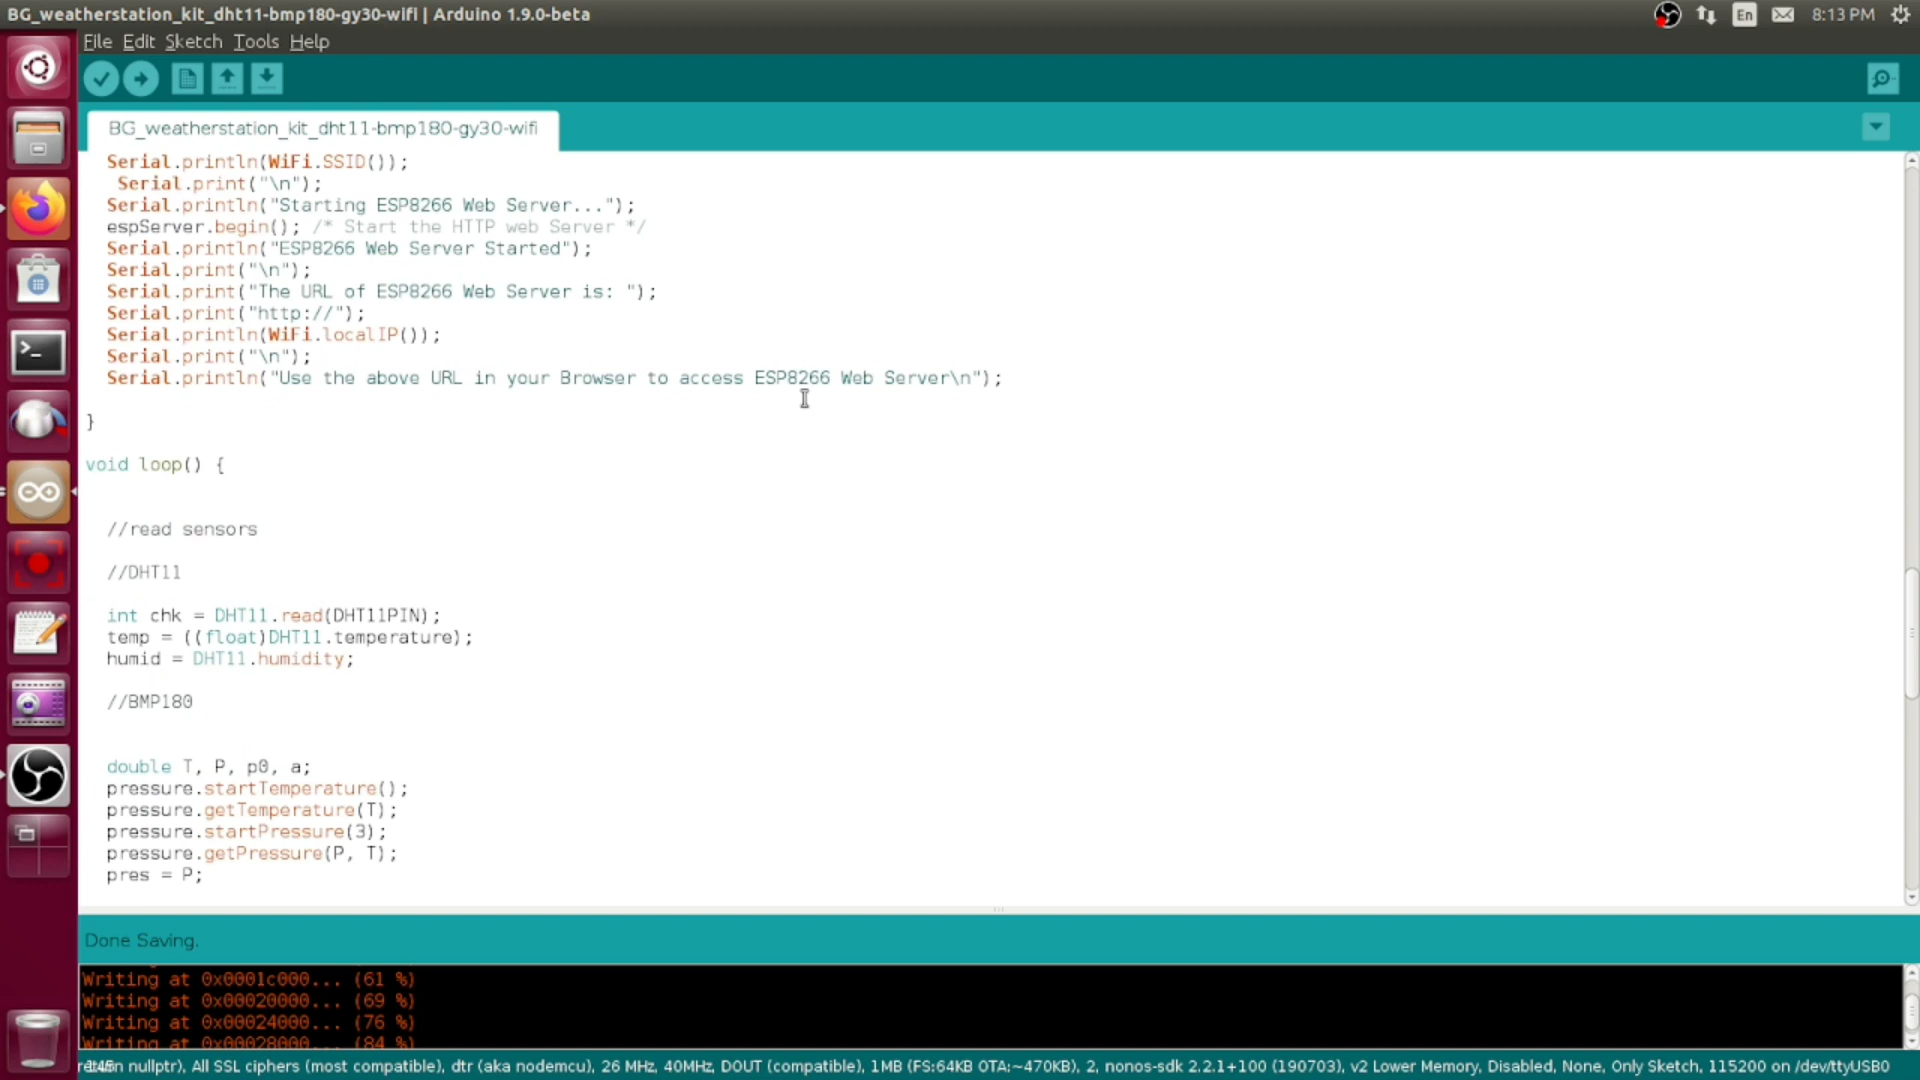 BG_weatherstation_kit_dht11-bmp180-gy30-wifi | Arduino 1.9.0-beta
En
8:13 PM
File Edit Sketch Tools Help
BG_weatherstation_kit_dht11-bmp180-gy30-wifi
Serial.println(WiFi.SSID());
Serial.print("\n");
Serial.println("Starting ESP8266 Web Server...");
espServer.begin(); /* Start the HTTP web Server */
Serial.println("ESP8266 Web Server Started");
Serial.print("\n");
Serial.print("The URL of ESP8266 Web Server is: ");
Serial.print("http://");
Serial.println(WiFi.localIP());
Serial.print("\n");
Serial.println("Use the above URL in your Browser to access ESP8266 Web Server\n");
}
void loop() {
//read sensors
//DHT11
int chk = DHT11.read(DHT11PIN);
temp = ((float)DHT11.temperature);
humid = DHT11.humidity;
//BMP180
double T, P, p0, a;
pressure.startTemperature();
pressure.getTemperature(T);
pressure.startPressure(3);
pressure.getPressure(P, T);
pres = P;
Done Saving.
Writing at 0x0001c000... (61 %)
Writing at 0x00020000... (69 %)
Writing at 0x00024000... (76 %)
Writing at 0x00028000... (84 %)
nullptr), All SSL ciphers (most compatible), dtr (aka nodemcu), 26 MHz, 40MHz, DOUT (compatible), 1MB (FS:64KB OTA:~470KB), 2, nonos-sdk 2.2.1+100 (190703), v2 Lower Memory, Disabled, None, Only Sketch, 115200 on /dev/ttyUSB0